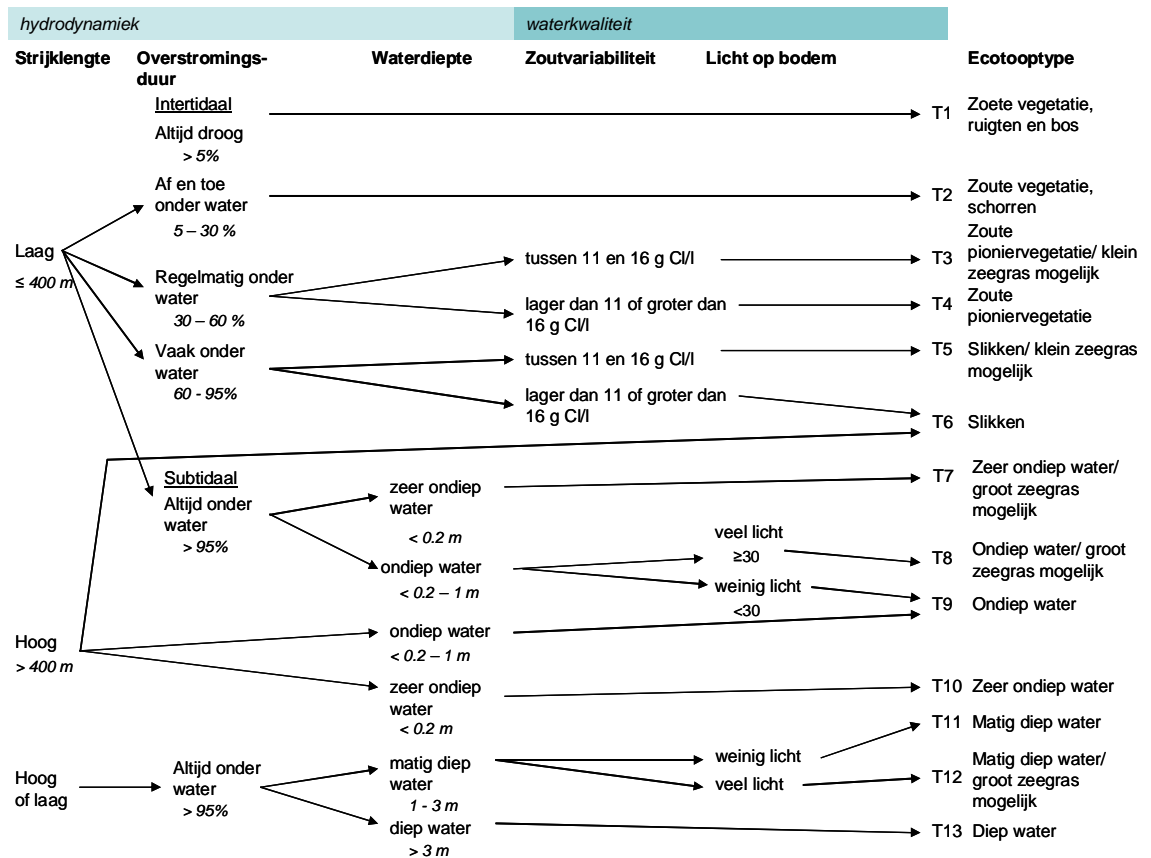 hydrodynamiek
waterkwaliteit
Strijklengte
Overstromings-
duur
Waterdiepte
Zoutvariabiliteit
Licht op bodem
Ecotooptype
Intertidaal
Altijd droog
> 5%
T1
Zoete vegetatie,
ruigten en bos
Af en toe
onder water
5 – 30 %
T2
Zoute vegetatie,
schorren
Laag
≤ 400 m
Regelmatig onder
water
30 – 60 %
tussen 11 en 16 g Cl/l
T3
Zoute
pioniervegetatie/ klein
zeegras mogelijk
lager dan 11 of groter dan
16 g Cl/l
T4
Zoute
pioniervegetatie
Vaak onder
water
60 - 95%
tussen 11 en 16 g Cl/l
T5
Slikken/ klein zeegras
mogelijk
lager dan 11 of groter dan
16 g Cl/l
T6
Slikken
Subtidaal
Altijd onder
water
> 95%
zeer ondiep
water
< 0.2 m
T7
Zeer ondiep water/
groot zeegras
mogelijk
ondiep water
< 0.2 – 1 m
veel licht
≥30
T8
Ondiep water/ groot
zeegras mogelijk
weinig licht
<30
T9
Ondiep water
Hoog
> 400 m
ondiep water
< 0.2 – 1 m
zeer ondiep
water
< 0.2 m
T10
Zeer ondiep water
Hoog
of laag
Altijd onder
water
> 95%
matig diep
water
1 - 3 m
weinig licht
T11
Matig diep water
veel licht
T12
Matig diep water/
groot zeegras
mogelijk
diep water
> 3 m
T13
Diep water